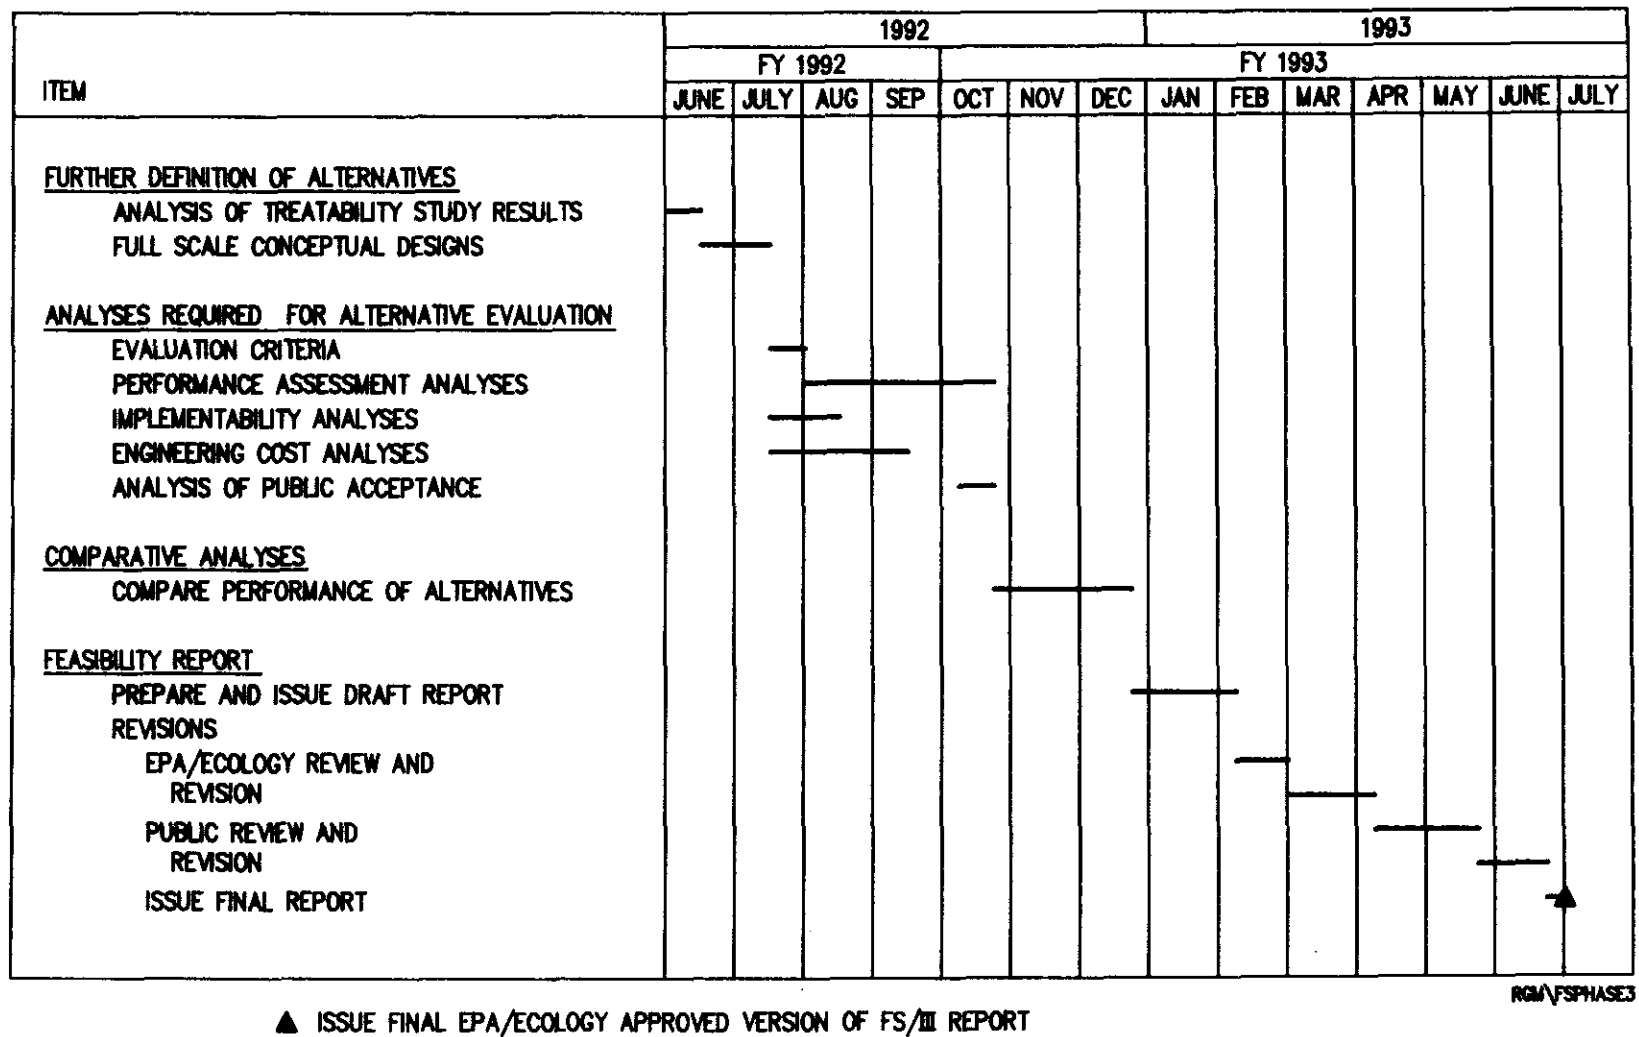 1992 1993
FY 1992 FY 1993
ITEM
JUNE JULY AUG SEP OCT NOV DEC JAN FEB MAR APR MAY JUNE JULY
FURTHER DEFINITION OF ALTERNATIVES
ANALYSIS OF TREATABILITY STUDY RESULTS
FULL SCALE CONCEPTUAL DESIGNS
ANALYSES REQUIRED FOR ALTERNATIVE EVALUATION
EVALUATION CRITERIA
PERFORMANCE ASSESSMENT ANALYSES
IMPLEMENTABILITY ANALYSES
ENGINEERING COST ANALYSES
ANALYSIS OF PUBLIC ACCEPTANCE
COMPARATIVE ANALYSES
COMPARE PERFORMANCE OF ALTERNATIVES
FEASIBILITY REPORT
PREPARE AND ISSUE DRAFT REPORT
REVISIONS
EPA/ECOLOGY REVIEW AND
REVISION
PUBLIC REVIEW AND
REVISION
ISSUE FINAL REPORT
RGM\FSPHASE3
▲ ISSUE FINAL EPA/ECOLOGY APPROVED VERSION OF FS/III REPORT